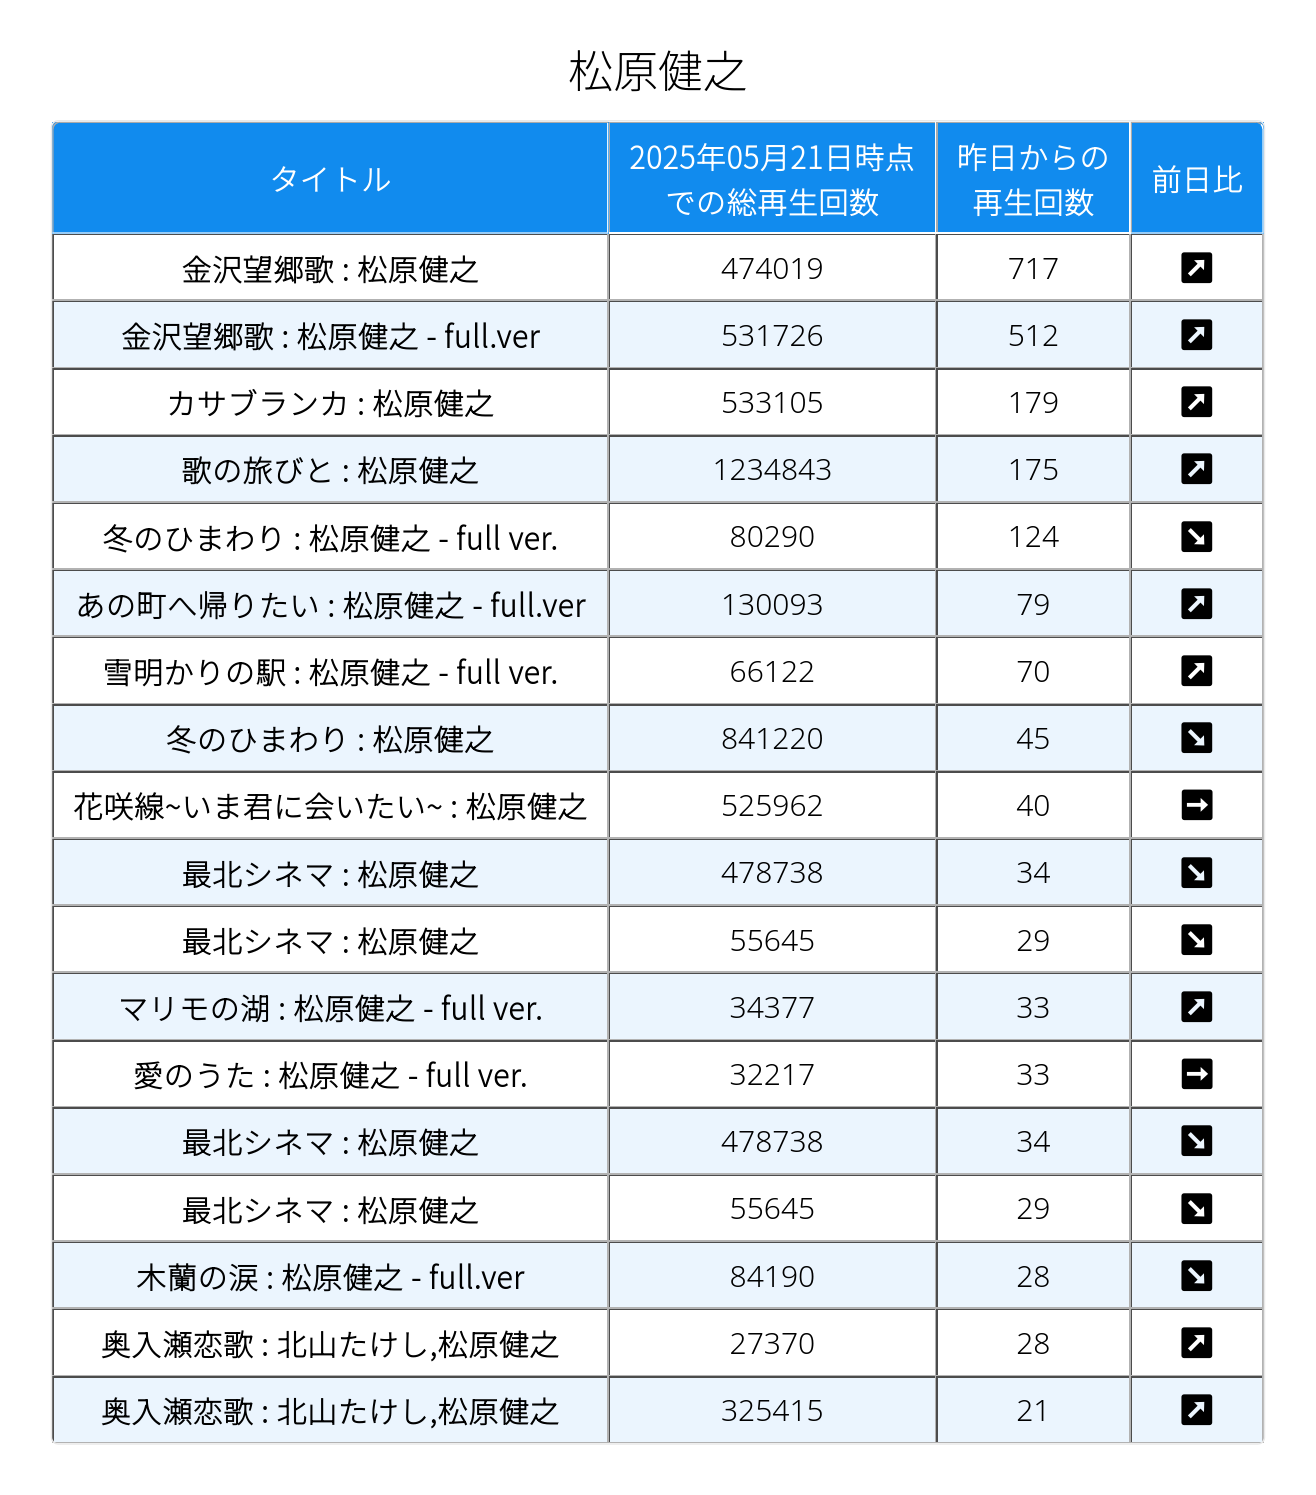 松原健之
タイトル
2025年05月21日時点
での総再生回数
昨日からの
再生回数
前日比
金沢望郷歌 : 松原健之 474019 717 ↗
金沢望郷歌 : 松原健之 - full.ver 531726 512 ↗
カサブランカ : 松原健之 533105 179 ↗
歌の旅びと : 松原健之 1234843 175 ↗
冬のひまわり : 松原健之 - full ver. 80290 124 ↘
あの町へ帰りたい : 松原健之 - full.ver 130093 79 ↗
雪明かりの駅 : 松原健之 - full ver. 66122 70 ↗
冬のひまわり : 松原健之 841220 45 ↘
花咲線~いま君に会いたい~ : 松原健之 525962 40 →
最北シネマ : 松原健之 478738 34 ↘
最北シネマ : 松原健之 55645 29 ↘
マリモの湖 : 松原健之 - full ver. 34377 33 ↗
愛のうた : 松原健之 - full ver. 32217 33 →
最北シネマ : 松原健之 478738 34 ↘
最北シネマ : 松原健之 55645 29 ↘
木蘭の涙 : 松原健之 - full.ver 84190 28 ↘
奥入瀬恋歌 : 北山たけし,松原健之 27370 28 ↗
奥入瀬恋歌 : 北山たけし,松原健之 325415 21 ↗